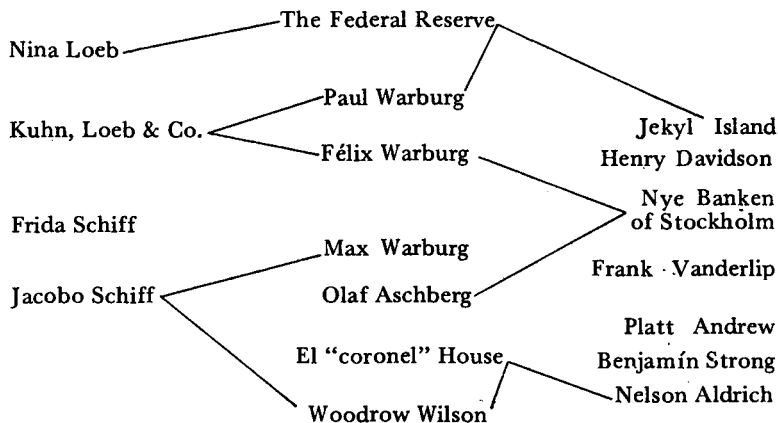 The Federal Reserve
Nina Loeb
Paul Warburg
Kuhn, Loeb & Co.
Jekyl Island
Félix Warburg
Henry Davidson
Nye Banken
of Stockholm
Frida Schiff
Max Warburg
Frank Vanderlip
Jacobo Schiff
Olaf Aschberg
Platt Andrew
El "coronel" House
Benjamín Strong
Nelson Aldrich
Woodrow Wilson